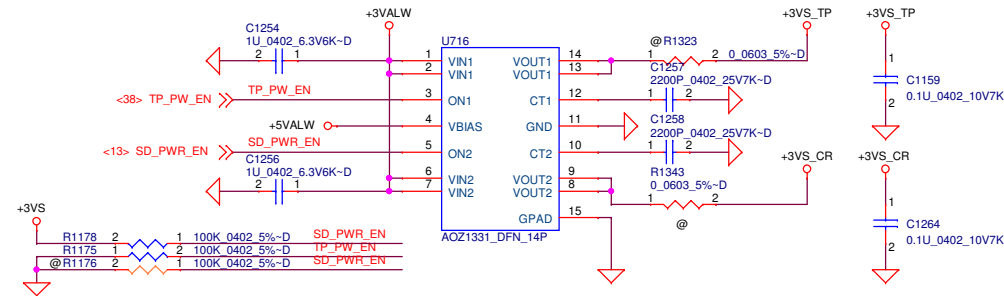 +3VALW
+3VS_TP
+3VS_TP
C1254
1U_0402_6.3V6K~D
2
1
U716
1
VIN1
2
VIN1
3
ON1
4
VBIAS
5
ON2
6
VIN2
7
VIN2
14
VOUT1
13
VOUT1
12
CT1
11
GND
10
CT2
9
VOUT2
8
VOUT2
15
GPAD
AOZ1331_DFN_14P
@ R1323
1
2
0_0603_5%~D
C1257
2200P_0402_25V7K~D
1
2
C1258
2200P_0402_25V7K~D
1
2
R1343
0_0603_5%~D
1
2
@
+3VS_CR
+3VS_CR
1
C1159
0.1U_0402_10V7K
2
1
C1264
0.1U_0402_10V7K
2
<38> TP_PW_EN
TP_PW_EN
+5VALW
<13> SD_PWR_EN
SD_PWR_EN
C1256
1U_0402_6.3V6K~D
2
1
+3VS
R1178 2 1 100K_0402_5%~D SD_PWR_EN
R1175 1 2 100K_0402_5%~D TP_PW_EN
@ R1176 2 1 100K_0402_5%~D SD_PWR_EN